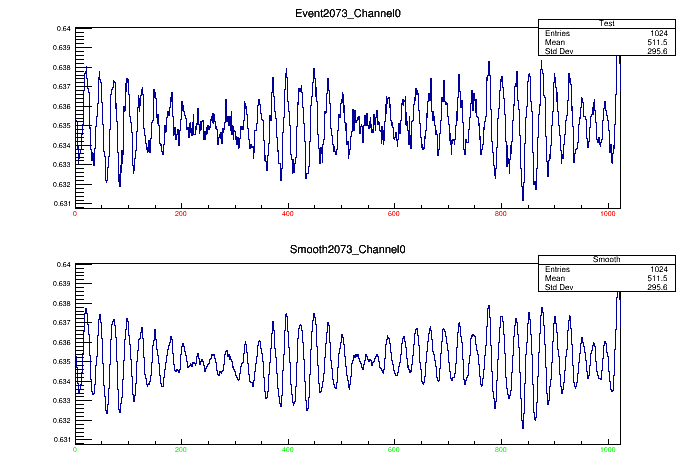 Event2073_Channel0
Test
Entries 1024
Mean 511.5
Std Dev 295.6
0.64
0.639
0.638
0.637
0.636
0.635
0.634
0.633
0.632
0.631
0 200 400 600 800 1000
Smooth2073_Channel0
Smooth
Entries 1024
Mean 511.5
Std Dev 295.6
0.64
0.639
0.638
0.637
0.636
0.635
0.634
0.633
0.632
0.631
0 200 400 600 800 1000